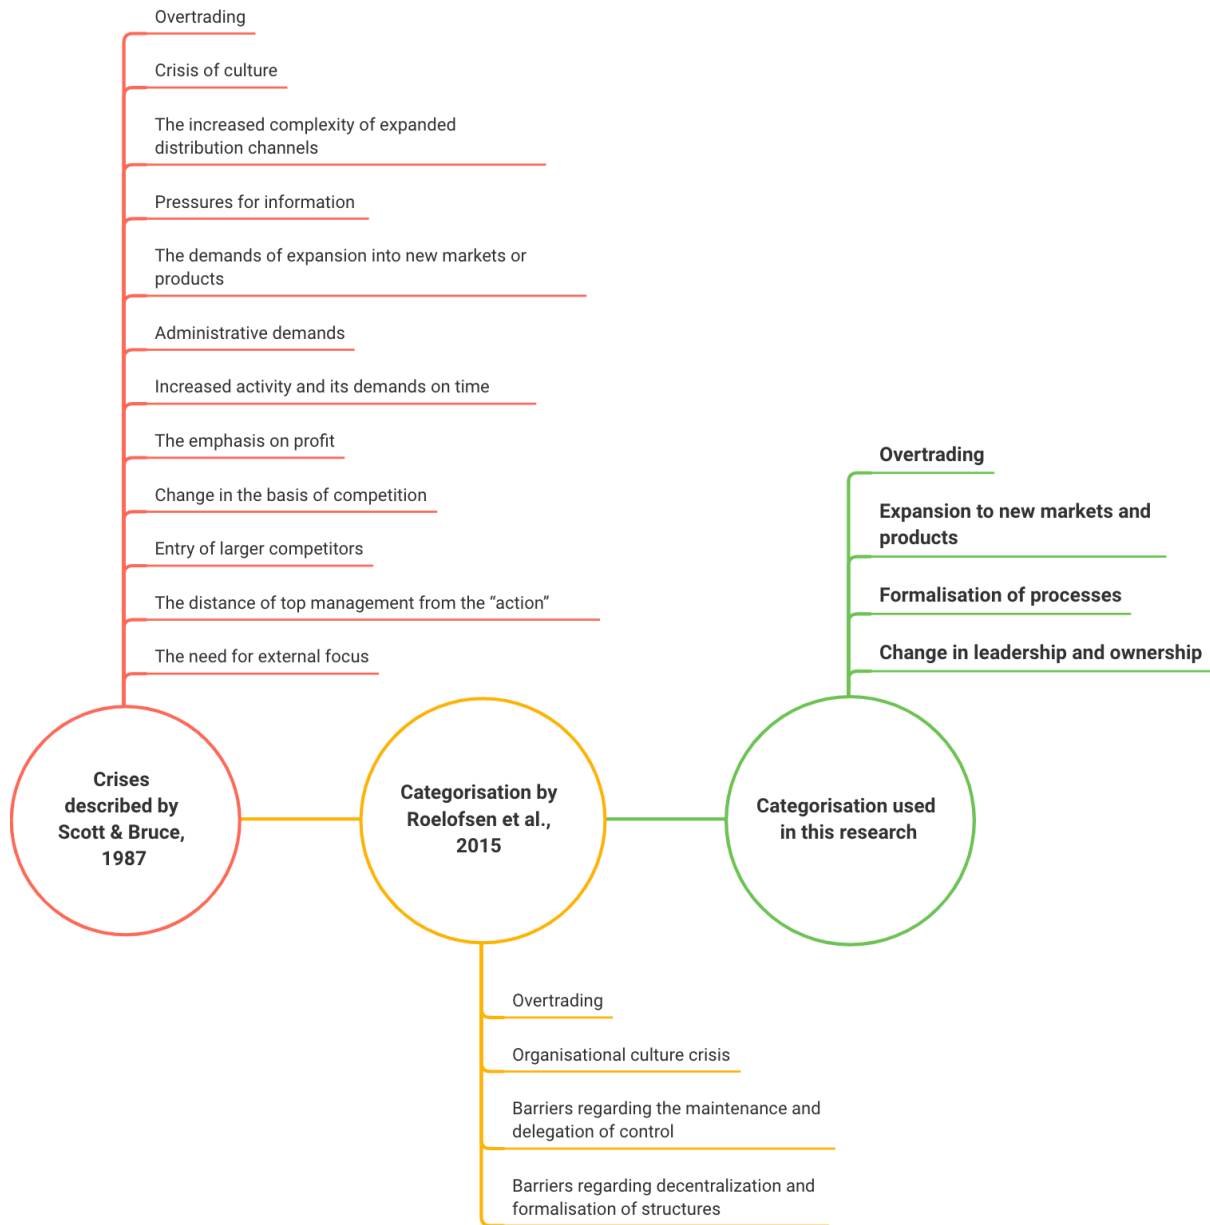 Overtrading
Crisis of culture
The increased complexity of expanded
distribution channels
Pressures for information
The demands of expansion into new markets or
products
Administrative demands
Increased activity and its demands on time
The emphasis on profit
Change in the basis of competition
Entry of larger competitors
The distance of top management from the “action”
The need for external focus
Crises
described by
Scott & Bruce,
1987
Categorisation by
Roelofsen et al.,
2015
Overtrading
Organisational culture crisis
Barriers regarding the maintenance and
delegation of control
Barriers regarding decentralization and
formalisation of structures
Overtrading
Expansion to new markets and
products
Formalisation of processes
Change in leadership and ownership
Categorisation used
in this research